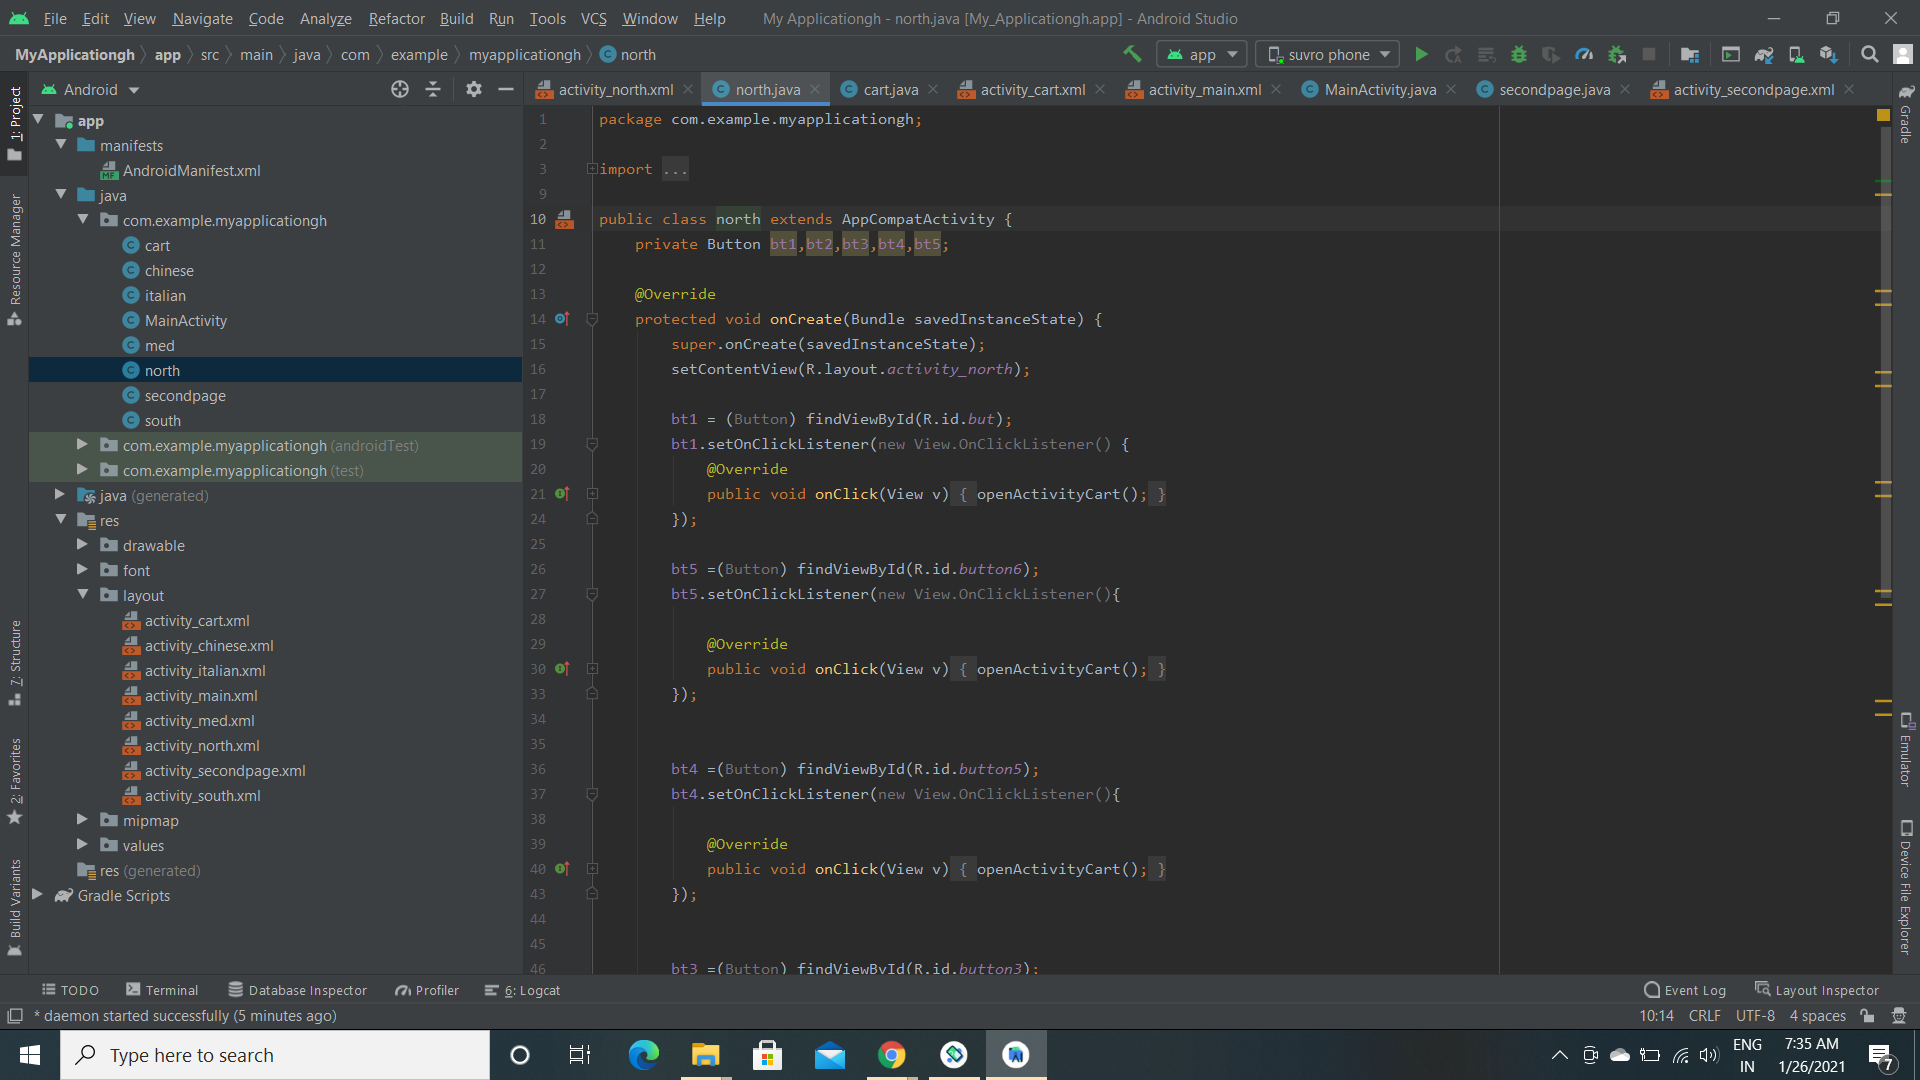 File Edit View Navigate Code Analyze Refactor Build Run Tools VCS Window Help My Applicationgh - north.java [My_Applicationgh.app] - Android Studio
MyApplicationgh app src main java com example myapplicationgh north app suvro phone
Android activity_north.xml north.java cart.java activity_cart.xml activity_main.xml MainActivity.java secondpage.java activity_secondpage.xml
1: Project
Resource Manager
7: Structure
2: Favorites
Build Variants
app
manifests
AndroidManifest.xml
java
com.example.myapplicationgh
cart
chinese
italian
MainActivity
med
north
secondpage
south
com.example.myapplicationgh (androidTest)
com.example.myapplicationgh (test)
java (generated)
res
drawable
font
layout
activity_cart.xml
activity_chinese.xml
activity_italian.xml
activity_main.xml
activity_med.xml
activity_north.xml
activity_secondpage.xml
activity_south.xml
mipmap
values
res (generated)
Gradle Scripts
1 package com.example.myapplicationgh;
2
3 import ...
9
10 public class north extends AppCompatActivity {
11 private Button bt1,bt2,bt3,bt4,bt5;
12
13 @Override
14 protected void onCreate(Bundle savedInstanceState) {
15 super.onCreate(savedInstanceState);
16 setContentView(R.layout.activity_north);
17
18 bt1 = (Button) findViewById(R.id.but);
19 bt1.setOnClickListener(new View.OnClickListener() {
20 @Override
21 public void onClick(View v) { openActivityCart(); }
24 });
25
26 bt5 =(Button) findViewById(R.id.button6);
27 bt5.setOnClickListener(new View.OnClickListener(){
28
29 @Override
30 public void onClick(View v) { openActivityCart(); }
33 });
34
35
36 bt4 =(Button) findViewById(R.id.button5);
37 bt4.setOnClickListener(new View.OnClickListener(){
38
39 @Override
40 public void onClick(View v) { openActivityCart(); }
43 });
44
45
46 bt3 =(Button) findViewById(R.id.button3);
Gradle
Emulator
Device File Explorer
TODO Terminal Database Inspector Profiler 6: Logcat Event Log Layout Inspector
* daemon started successfully (5 minutes ago) 10:14 CRLF UTF-8 4 spaces
Type here to search
ENG
IN
7:35 AM
1/26/2021
7